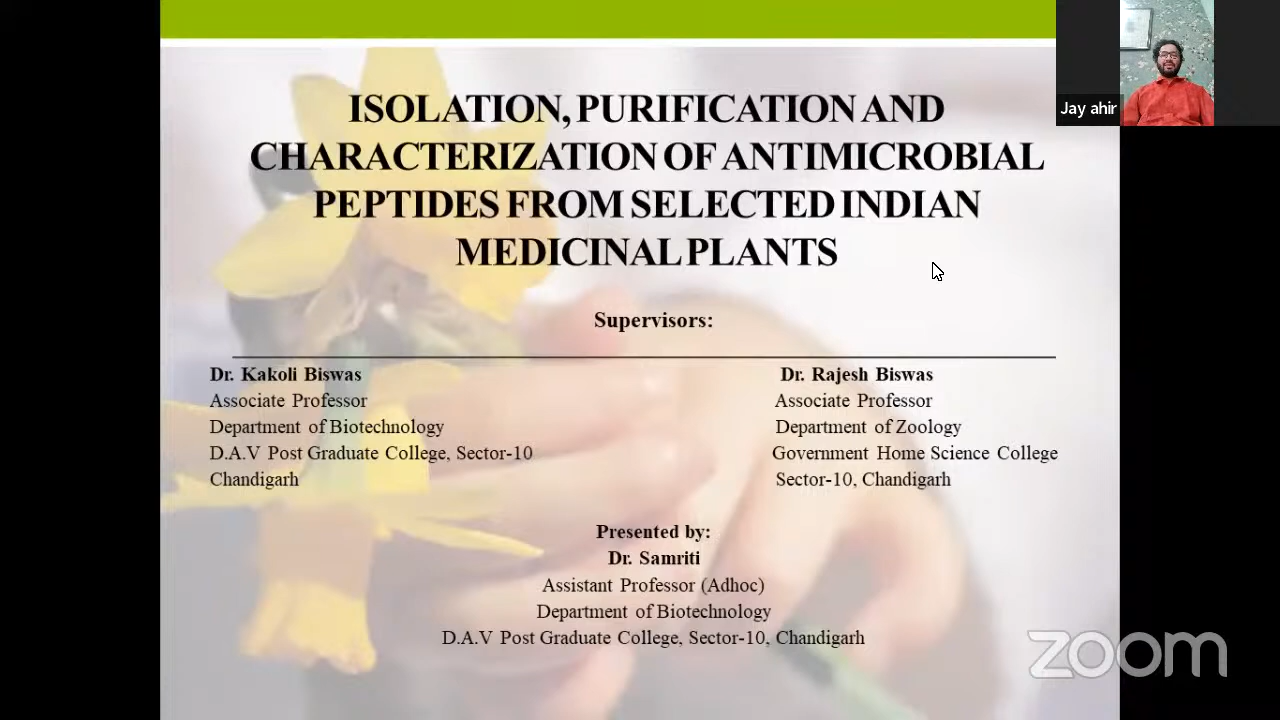 ISOLATION, PURIFICATION AND
CHARACTERIZATION OF ANTIMICROBIAL
PEPTIDES FROM SELECTED INDIAN
MEDICINAL PLANTS
Jay ahir
Supervisors:
Dr. Kakoli Biswas
Associate Professor
Department of Biotechnology
D.A.V Post Graduate College, Sector-10
Chandigarh
Dr. Rajesh Biswas
Associate Professor
Department of Zoology
Government Home Science College
Sector-10, Chandigarh
Presented by:
Dr. Samriti
Assistant Professor (Adhoc)
Department of Biotechnology
D.A.V Post Graduate College, Sector-10, Chandigarh
zoom